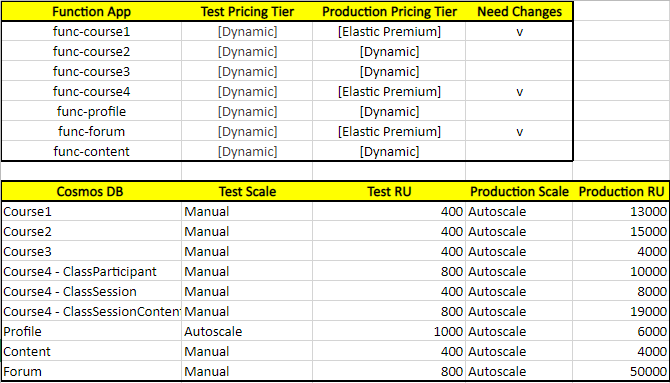 Function App Test Pricing Tier Production Pricing Tier Need Changes
func-course1 [Dynamic] [Elastic Premium] v
func-course2 [Dynamic] [Dynamic]
func-course3 [Dynamic] [Dynamic]
func-course4 [Dynamic] [Elastic Premium] v
func-profile [Dynamic] [Dynamic]
func-forum [Dynamic] [Elastic Premium] v
func-content [Dynamic] [Dynamic]
Cosmos DB Test Scale Test RU Production Scale Production RU
Course1 Manual 400 Autoscale 13000
Course2 Manual 400 Autoscale 15000
Course3 Manual 400 Autoscale 4000
Course4 - ClassParticipant Manual 800 Autoscale 10000
Course4 - ClassSession Manual 400 Autoscale 8000
Course4 - ClassSessionConten Manual 800 Autoscale 19000
Profile Autoscale 1000 Autoscale 6000
Content Manual 400 Autoscale 4000
Forum Manual 800 Autoscale 50000